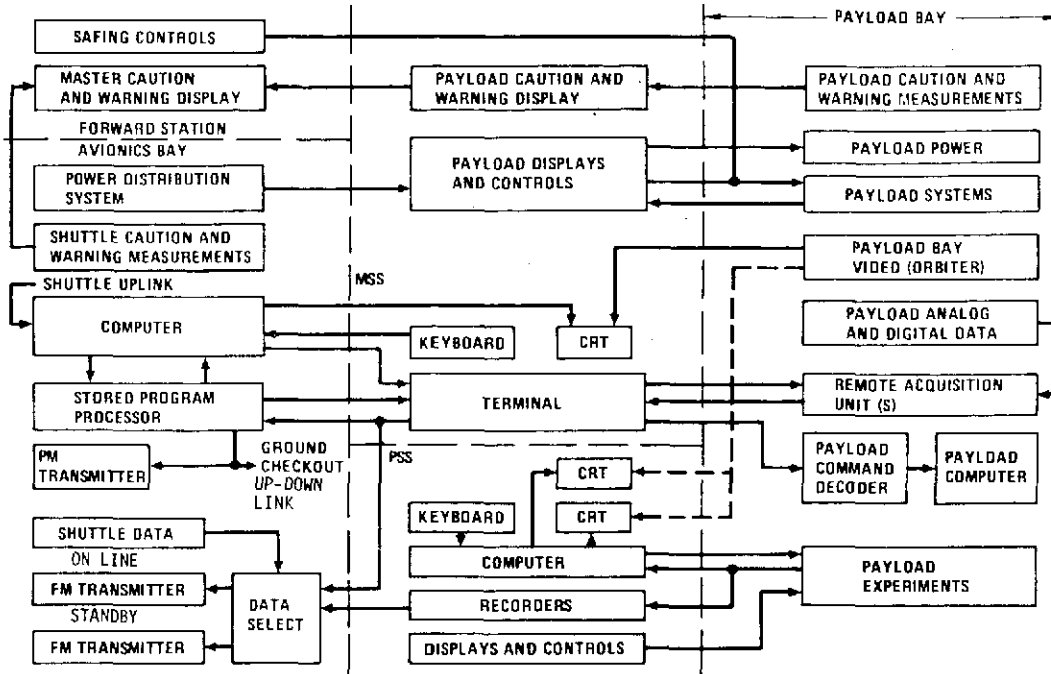 PAYLOAD BAY
SAFING CONTROLS
MASTER CAUTION
AND WARNING DISPLAY
PAYLOAD CAUTION AND
WARNING DISPLAY
PAYLOAD CAUTION AND
WARNING MEASUREMENTS
FORWARD STATION
AVIONICS BAY
POWER DISTRIBUTION
SYSTEM
PAYLOAD DISPLAYS
AND CONTROLS
PAYLOAD POWER
PAYLOAD SYSTEMS
SHUTTLE CAUTION AND
WARNING MEASUREMENTS
PAYLOAD BAY
VIDEO (ORBITER)
SHUTTLE UPLINK
MSS
COMPUTER
KEYBOARD
CRT
PAYLOAD ANALOG
AND DIGITAL DATA
STORED PROGRAM
PROCESSOR
TERMINAL
REMOTE ACQUISITION
UNIT (S)
PM
TRANSMITTER
GROUND
CHECKOUT
UP-DOWN
LINK
PSS
CRT
PAYLOAD
COMMAND
DECODER
PAYLOAD
COMPUTER
KEYBOARD
CRT
SHUTTLE DATA
ON LINE
FM TRANSMITTER
STANDBY
FM TRANSMITTER
DATA
SELECT
COMPUTER
RECORDERS
DISPLAYS AND CONTROLS
PAYLOAD
EXPERIMENTS